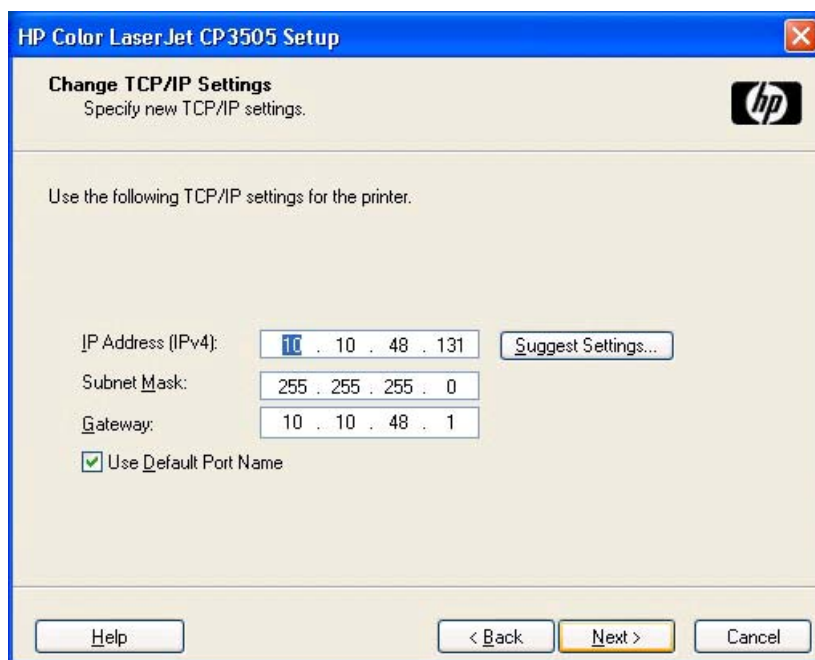 HP Color LaserJet CP3505 Setup
Change TCP/IP Settings
Specify new TCP/IP settings.
hp
Use the following TCP/IP settings for the printer.
IP Address (IPv4): 10 . 10 . 48 . 131 Suggest Settings...
Subnet Mask: 255 . 255 . 255 . 0
Gateway: 10 . 10 . 48 . 1
Use Default Port Name
Help < Back Next > Cancel